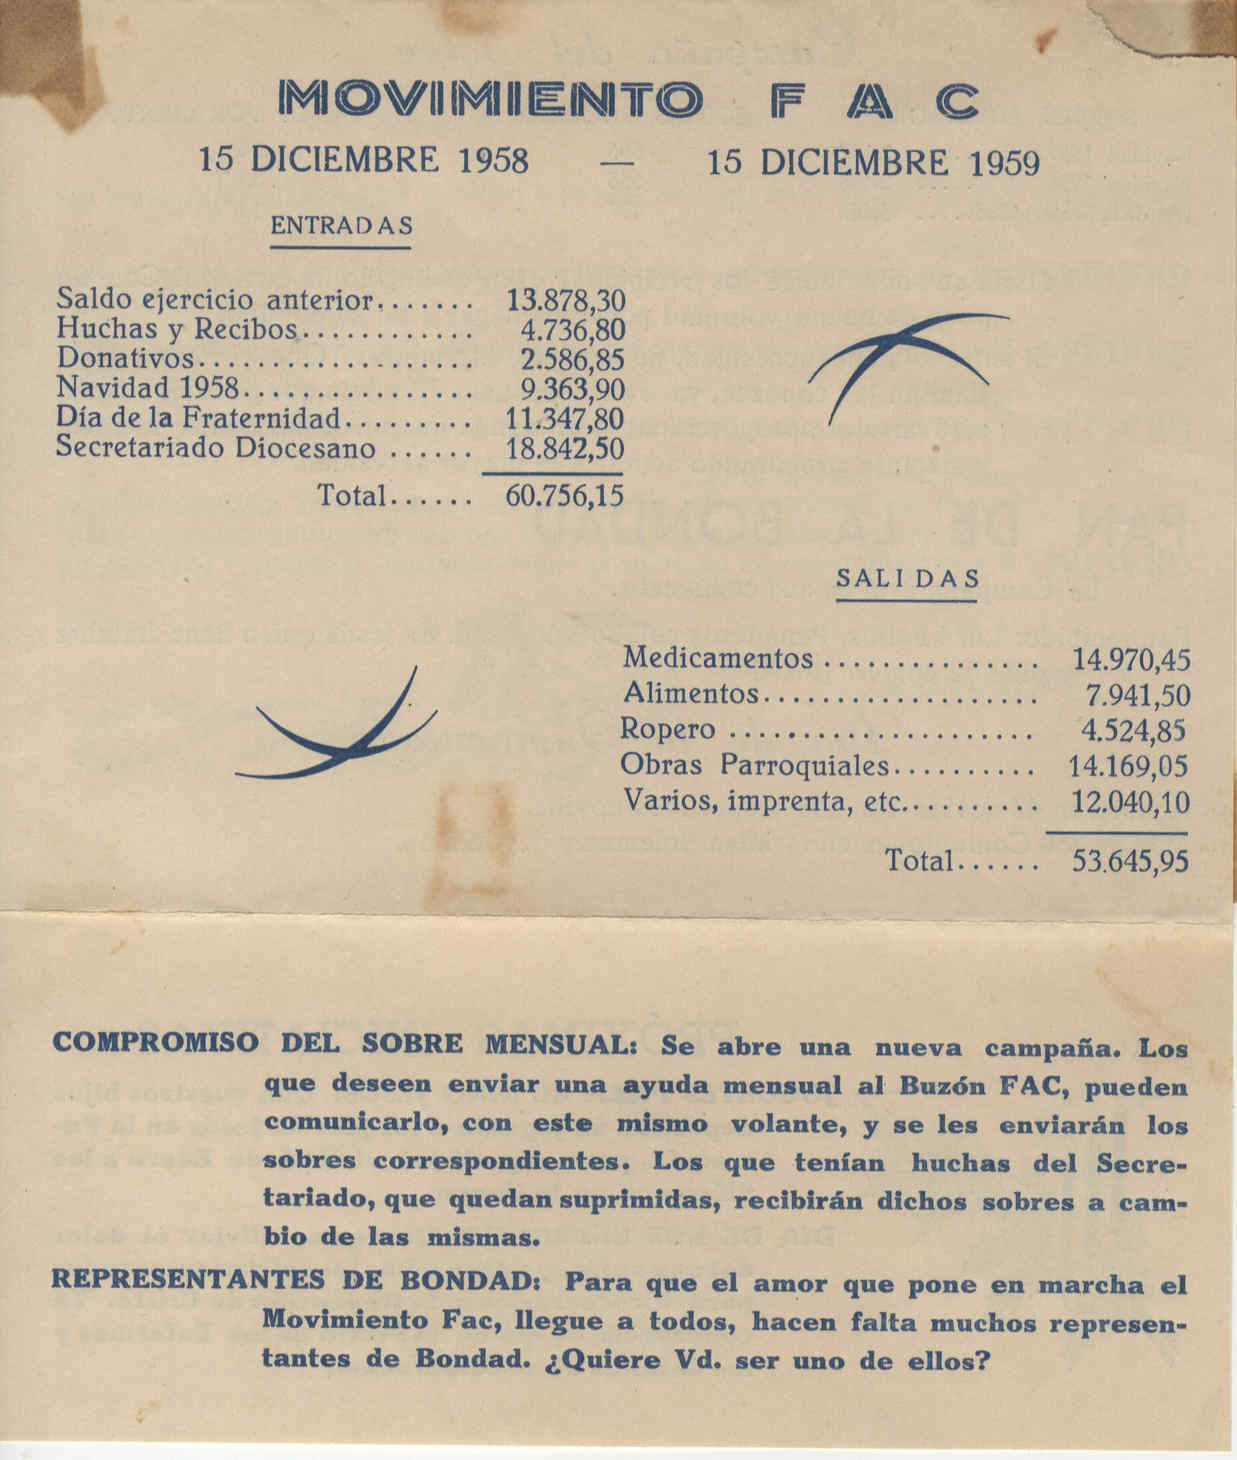 MOVIMIENTO F A C
15 DICIEMBRE 1958 — 15 DICIEMBRE 1959
ENTRADAS
Saldo ejercicio anterior....... 13.878,30
Huchas y Recibos............ 4.736,80
Donativos................... 2.586,85
Navidad 1958................ 9.363,90
Día de la Fraternidad......... 11.347,80
Secretariado Diocesano ...... 18.842,50
Total...... 60.756,15
SALIDAS
Medicamentos ............... 14.970,45
Alimentos................... 7.941,50
Ropero ..................... 4.524,85
Obras Parroquiales.......... 14.169,05
Varios, imprenta, etc.......... 12.040,10
Total...... 53.645,95
COMPROMISO DEL SOBRE MENSUAL: Se abre una nueva campaña. Los
que deseen enviar una ayuda mensual al Buzón FAC, pueden
comunicarlo, con este mismo volante, y se les enviarán los
sobres correspondientes. Los que tenían huchas del Secre-
tariado, que quedan suprimidas, recibirán dichos sobres a cam-
bio de las mismas.
REPRESENTANTES DE BONDAD: Para que el amor que pone en marcha el
Movimiento Fac, llegue a todos, hacen falta muchos represen-
tantes de Bondad. ¿Quiere Vd. ser uno de ellos?